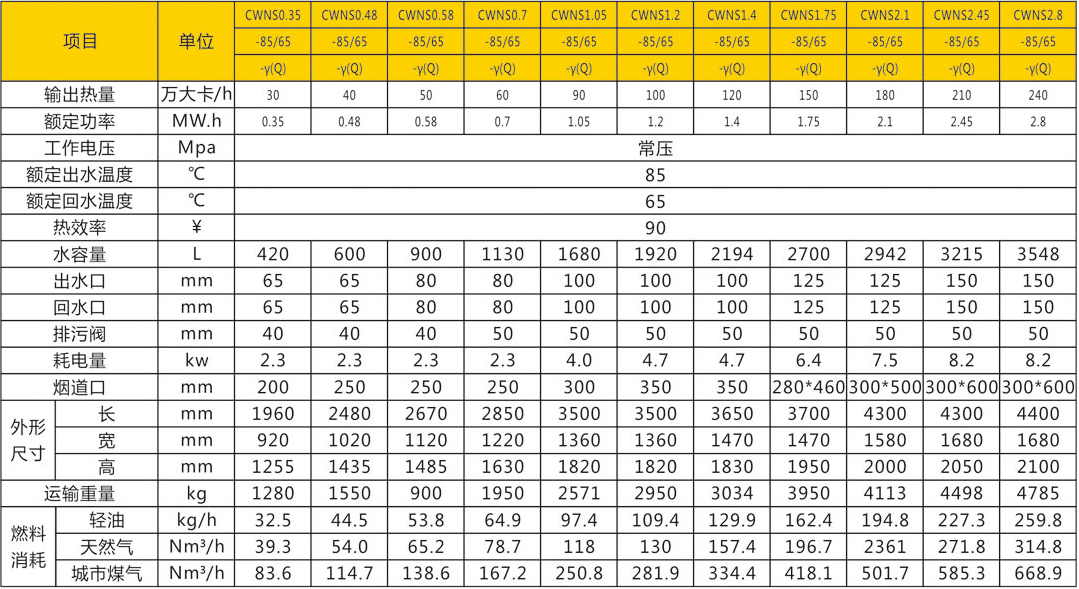 项目 单位 CWNS0.35 CWNS0.48 CWNS0.58 CWNS0.7 CWNS1.05 CWNS1.2 CWNS1.4 CWNS1.75 CWNS2.1 CWNS2.45 CWNS2.8
-85/65 -85/65 -85/65 -85/65 -85/65 -85/65 -85/65 -85/65 -85/65 -85/65 -85/65
-γ(Q) -γ(Q) -γ(Q) -γ(Q) -γ(Q) -γ(Q) -γ(Q) -γ(Q) -γ(Q) -γ(Q) -γ(Q)
输出热量 万大卡/h 30 40 50 60 90 100 120 150 180 210 240
额定功率 MW.h 0.35 0.48 0.58 0.7 1.05 1.2 1.4 1.75 2.1 2.45 2.8
工作电压 Mpa 常压
额定出水温度 ℃ 85
额定回水温度 ℃ 65
热效率 ¥ 90
水容量 L 420 600 900 1130 1680 1920 2194 2700 2942 3215 3548
出水口 mm 65 65 80 80 100 100 100 125 125 150 150
回水口 mm 65 65 80 80 100 100 100 125 125 150 150
排污阀 mm 40 40 40 50 50 50 50 50 50 50 50
耗电量 kw 2.3 2.3 2.3 2.3 4.0 4.7 4.7 6.4 7.5 8.2 8.2
烟道口 mm 200 250 250 250 300 350 350 280*460 300*500 300*600 300*600
外形尺寸 长 mm 1960 2480 2670 2850 3500 3500 3650 3700 4300 4300 4400
宽 mm 920 1020 1120 1220 1360 1360 1470 1470 1580 1680 1680
高 mm 1255 1435 1485 1630 1820 1820 1830 1950 2000 2050 2100
运输重量 kg 1280 1550 900 1950 2571 2950 3034 3950 4113 4498 4785
燃料消耗 轻油 kg/h 32.5 44.5 53.8 64.9 97.4 109.4 129.9 162.4 194.8 227.3 259.8
天然气 Nm³/h 39.3 54.0 65.2 78.7 118 130 157.4 196.7 2361 271.8 314.8
城市煤气 Nm³/h 83.6 114.7 138.6 167.2 250.8 281.9 334.4 418.1 501.7 585.3 668.9